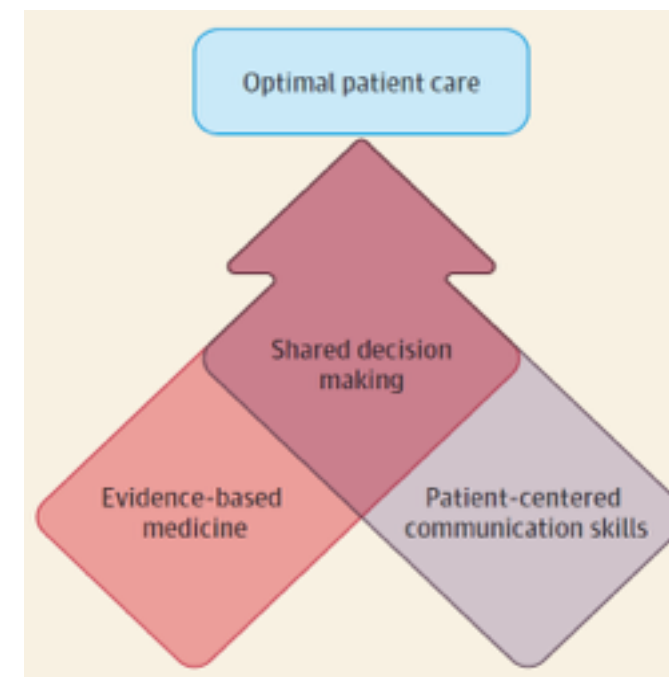 Optimal patient care
Shared decision
making
Evidence-based
medicine
Patient-centered
communication skills